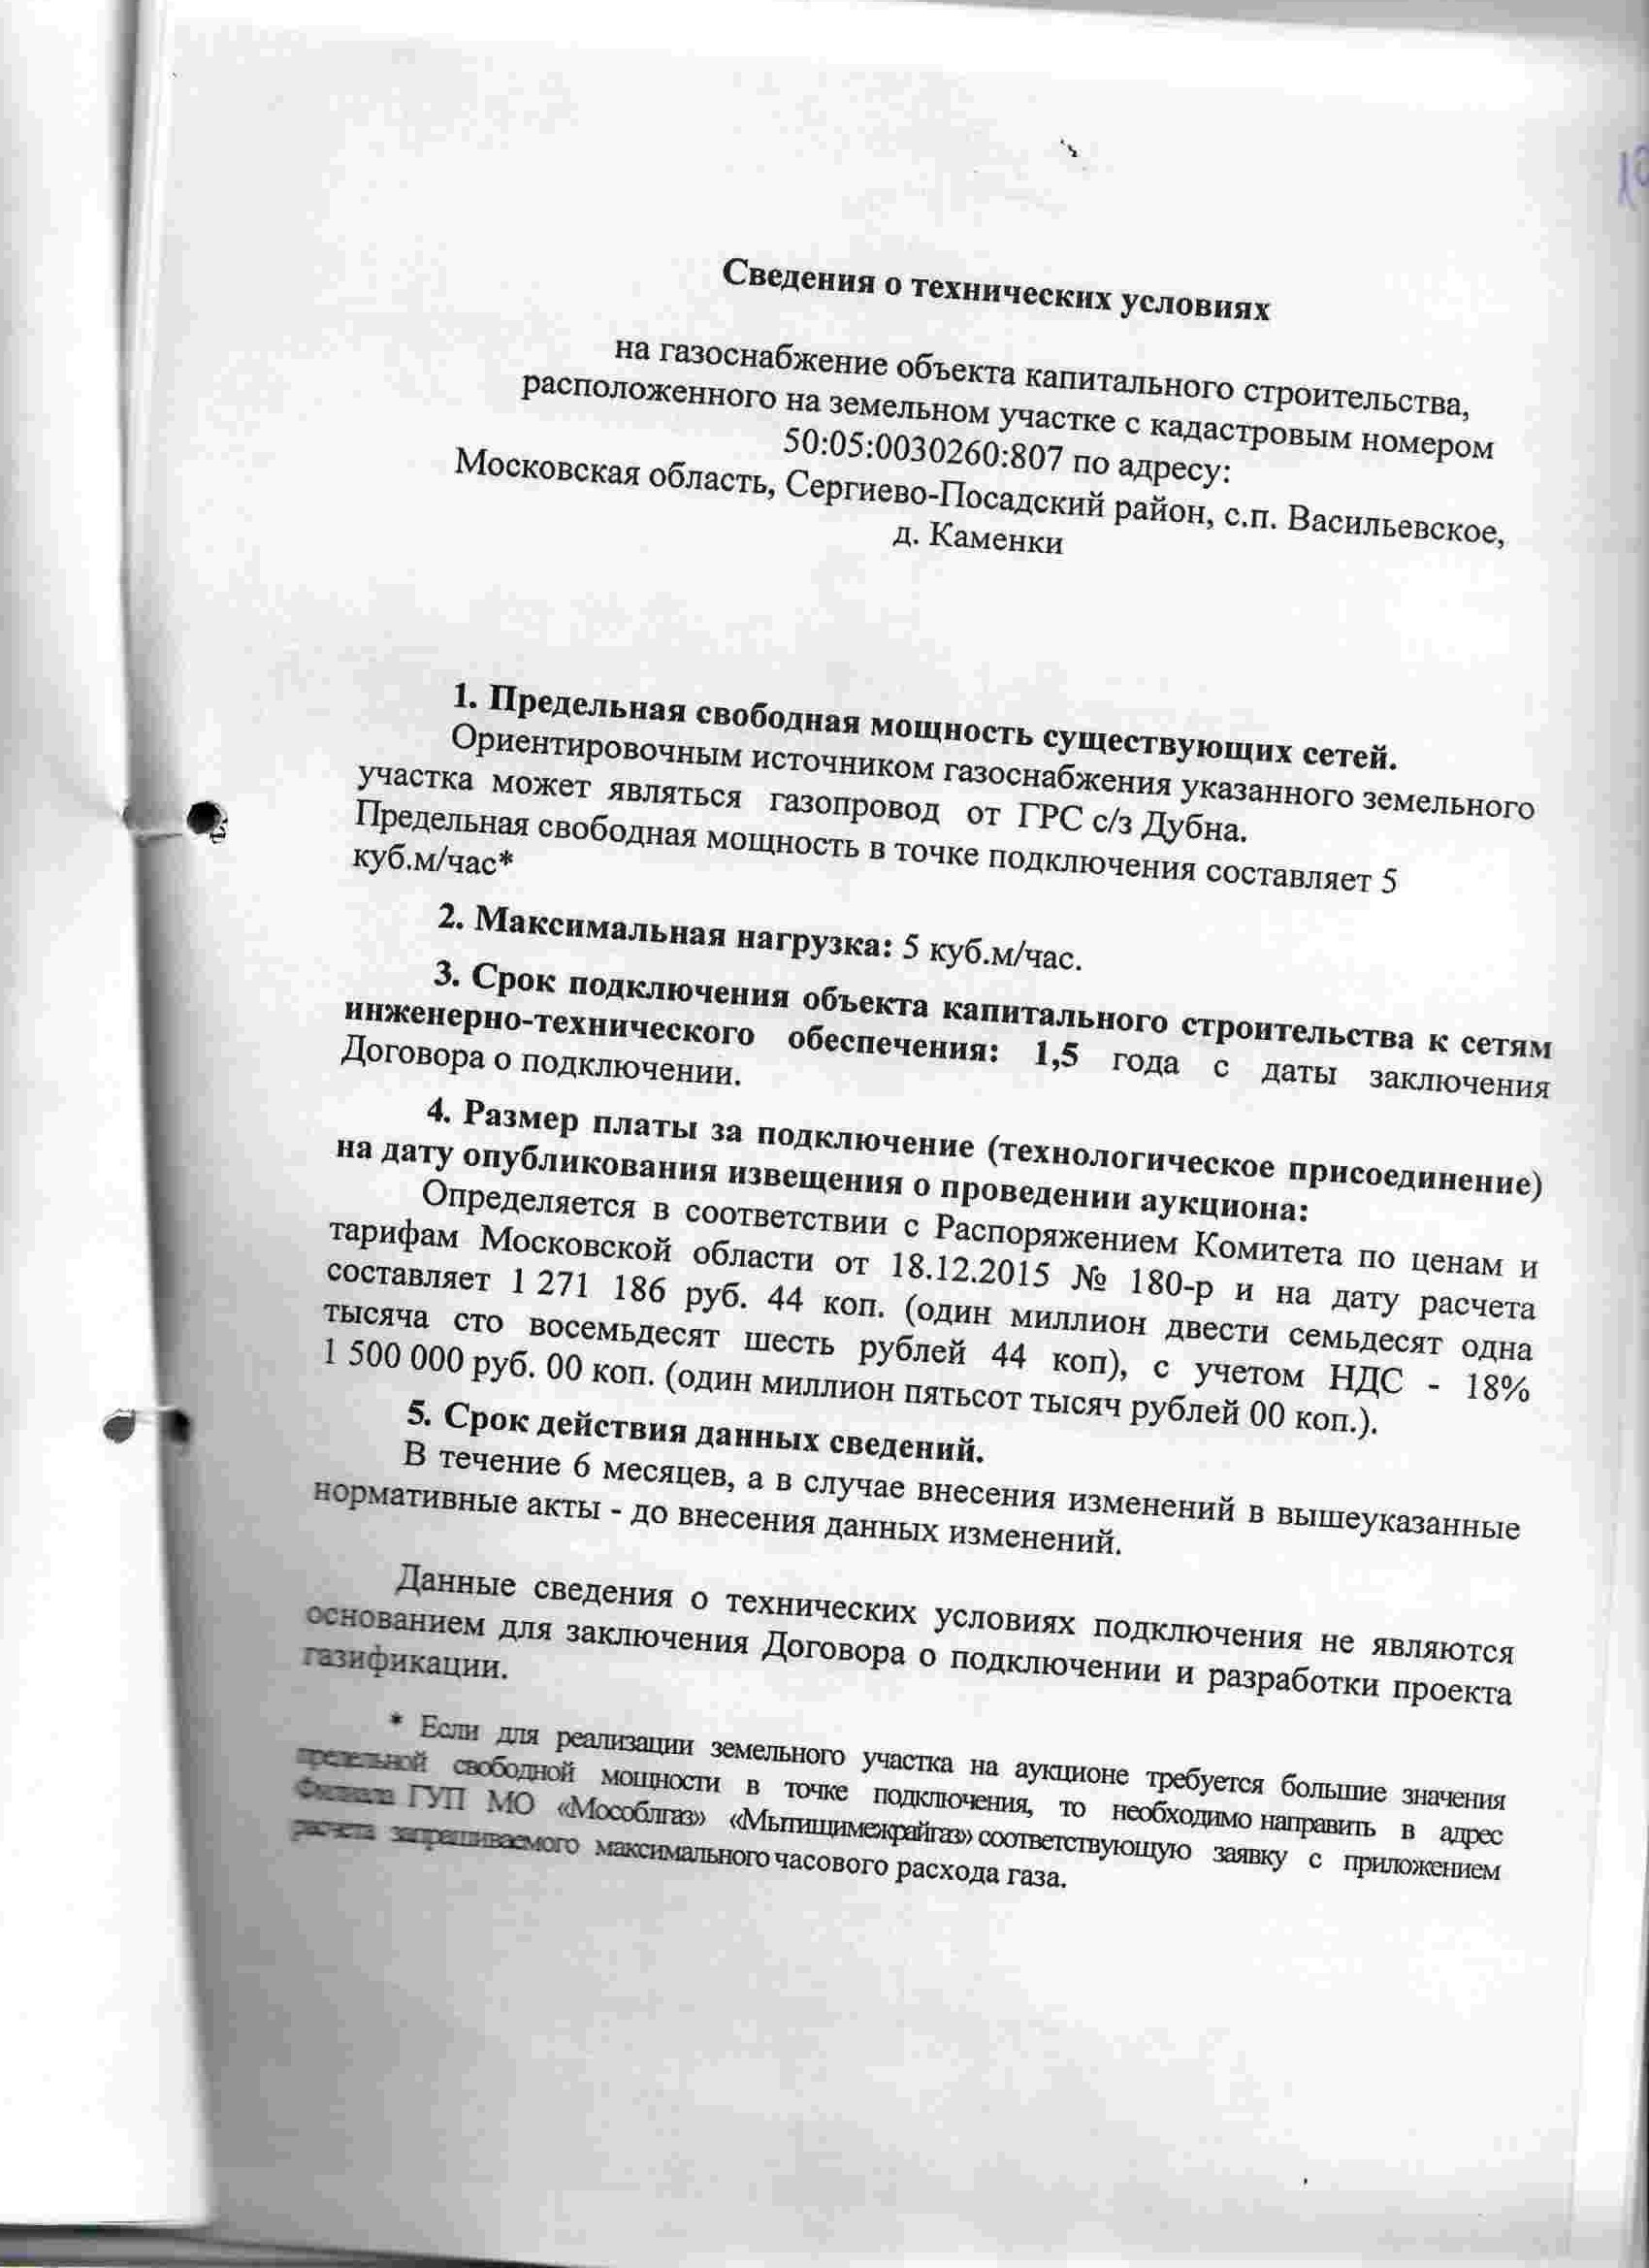 19
Сведения о технических условиях
на газоснабжение объекта капитального строительства,
расположенного на земельном участке с кадастровым номером
50:05:0030260:807 по адресу:
Московская область, Сергиево-Посадский район, с.п. Васильевское,
д. Каменки
1. Предельная свободная мощность существующих сетей.
Ориентировочным источником газоснабжения указанного земельного
участка может являться газопровод от ГРС с/з Дубна.
Предельная свободная мощность в точке подключения составляет 5
куб.м/час*
2. Максимальная нагрузка: 5 куб.м/час.
3. Срок подключения объекта капитального строительства к сетям
инженерно-технического обеспечения: 1,5 года с даты заключения
Договора о подключении.
4. Размер платы за подключение (технологическое присоединение)
на дату опубликования извещения о проведении аукциона:
Определяется в соответствии с Распоряжением Комитета по ценам и
тарифам Московской области от 18.12.2015 № 180-р и на дату расчета
составляет 1 271 186 руб. 44 коп. (один миллион двести семьдесят одна
тысяча сто восемьдесят шесть рублей 44 коп), с учетом НДС - 18%
1 500 000 руб. 00 коп. (один миллион пятьсот тысяч рублей 00 коп.).
5. Срок действия данных сведений.
В течение 6 месяцев, а в случае внесения изменений в вышеуказанные
нормативные акты - до внесения данных изменений.
Данные сведения о технических условиях подключения не являются
основанием для заключения Договора о подключении и разработки проекта
газификации.
* Если для реализации земельного участка на аукционе требуется большие значения
предельной свободной мощности в точке подключения, то необходимо направить в адрес
Филиала ГУП МО «Мособлгаз» «Мытищимежрайгаз» соответствующую заявку с приложением
расчета запрашиваемого максимального часового расхода газа.